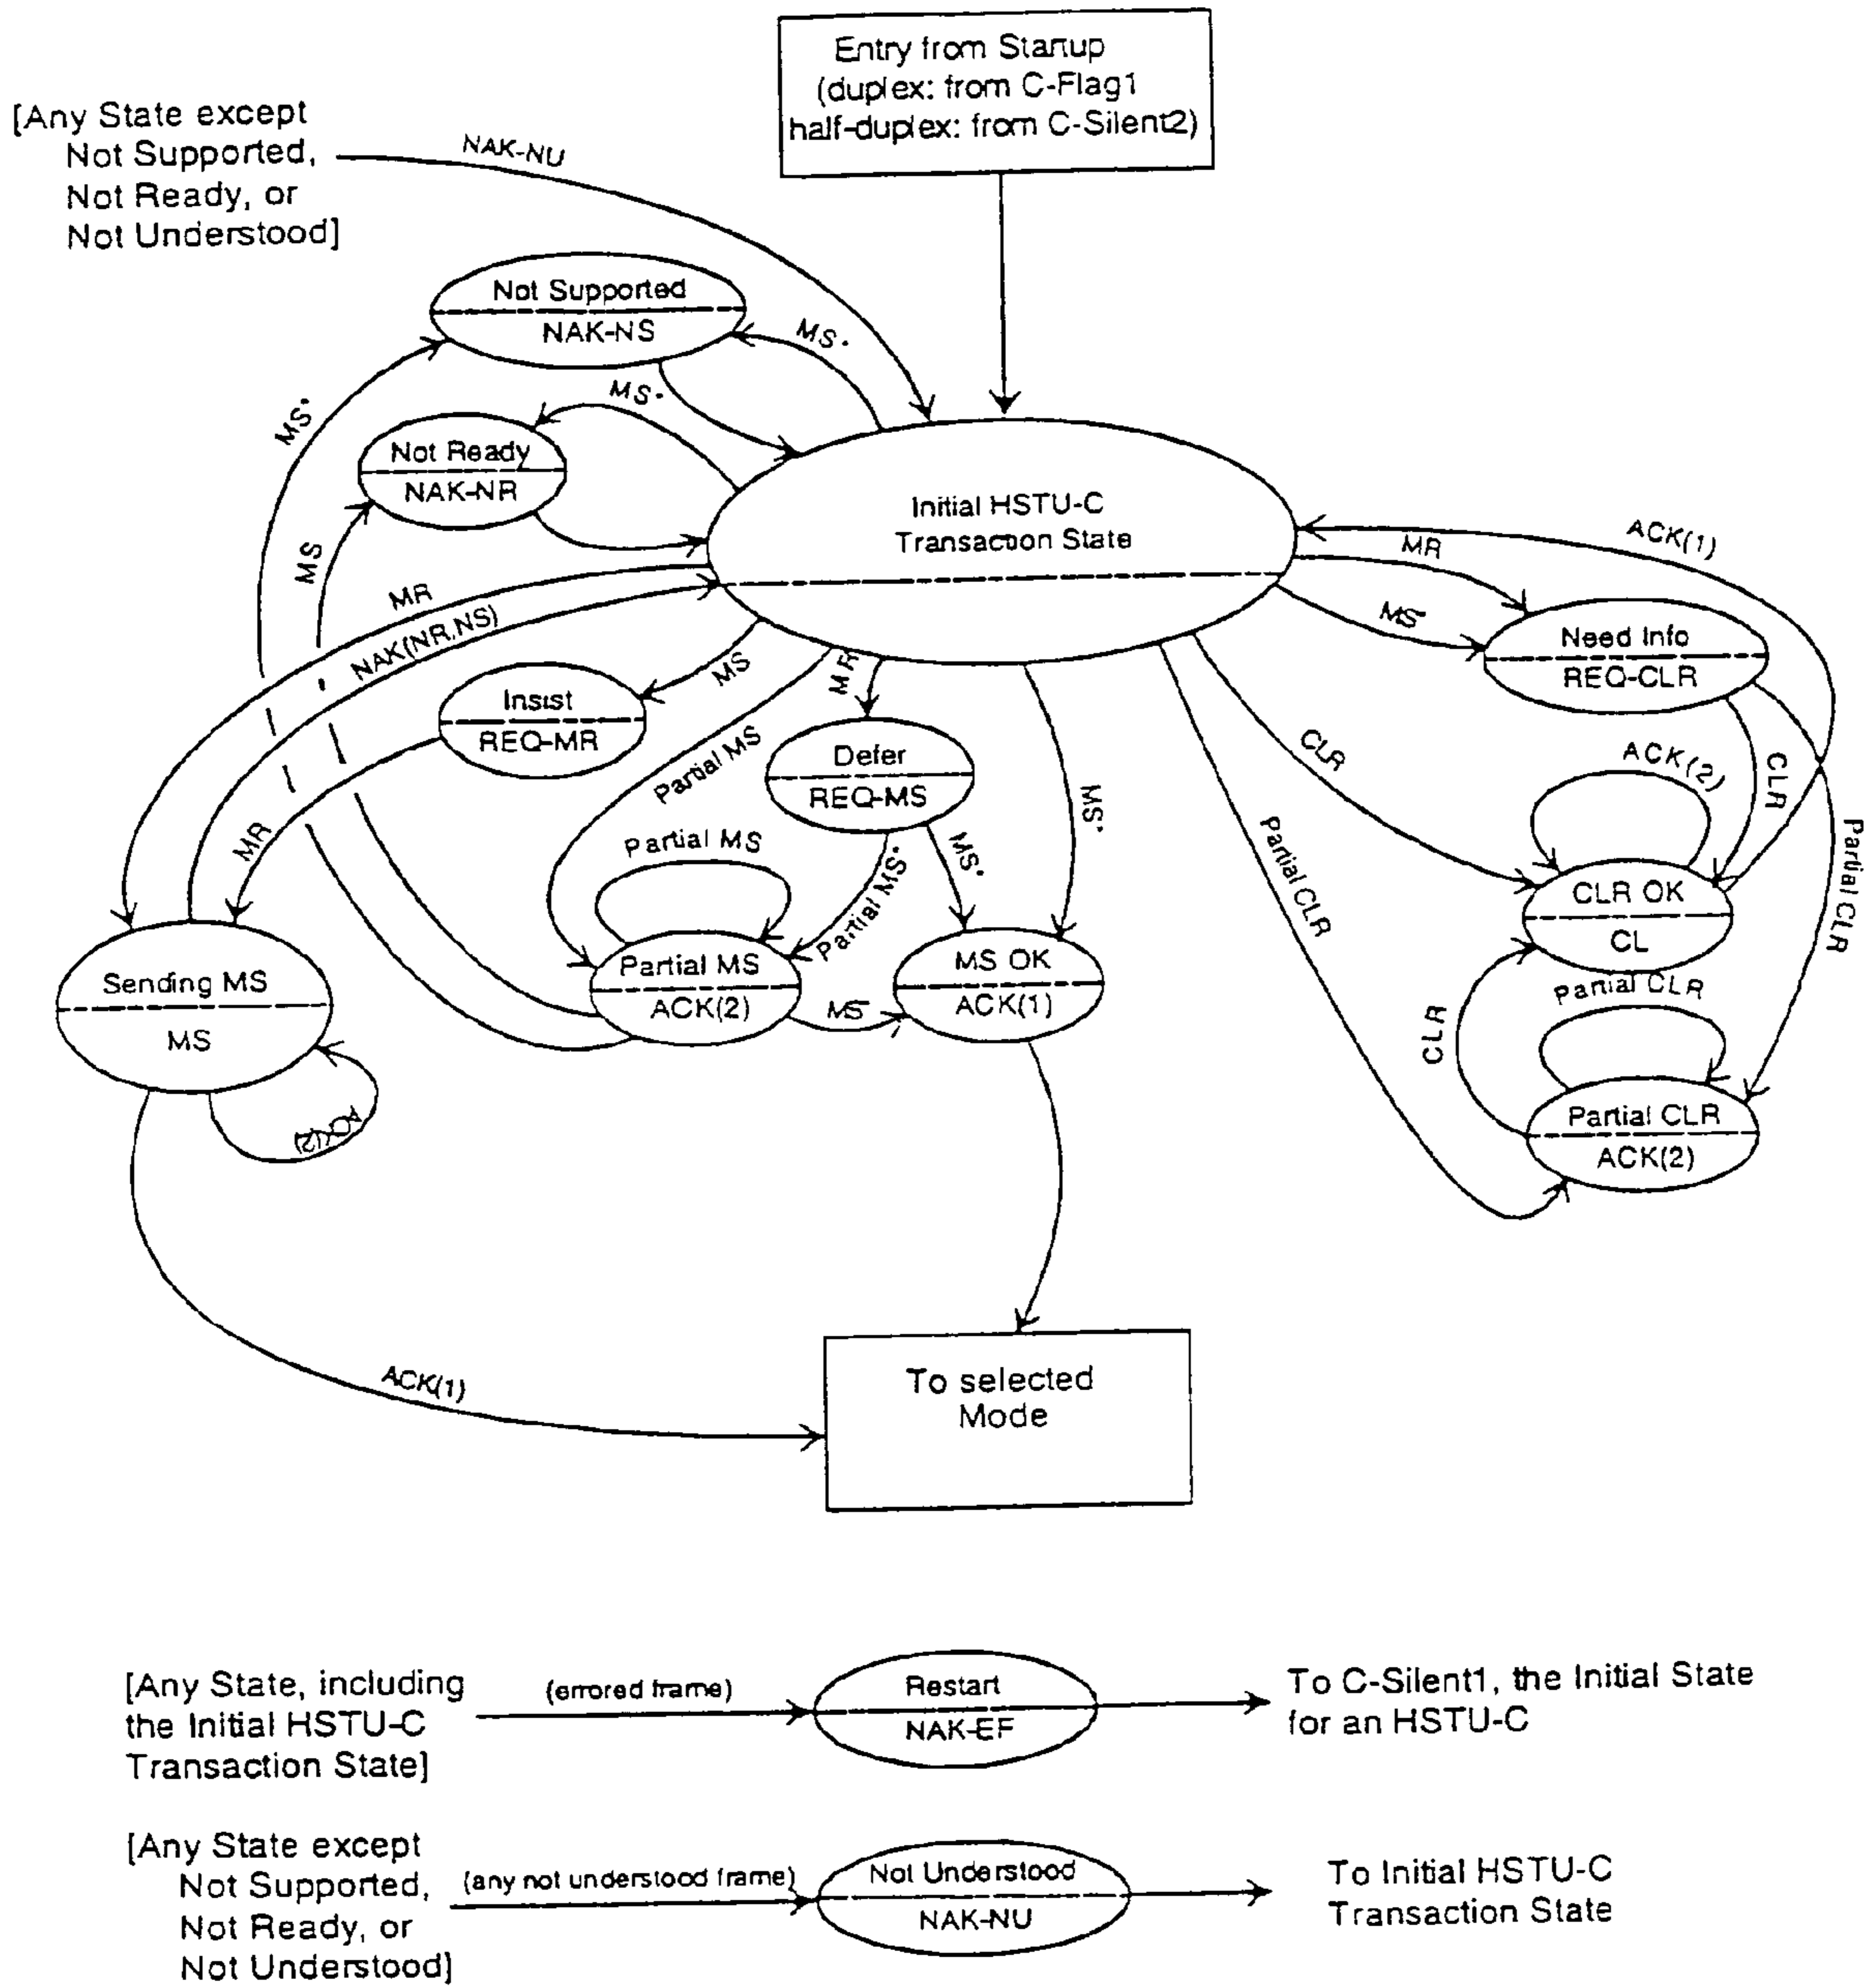 Entry from Startup
(duplex: from C-Flag1
half-duplex: from C-Silent2)
[Any State except
Not Supported,
Not Ready, or
Not Understood]
NAK-NU
Not Supported
NAK-NS
MS*
MS*
MS*
Not Ready
NAK-NR
MS
Initial HSTU-C
Transaction State
MR
NAK(NR,NS)
ACK(1)
MR
MS*
Need Info
REQ-CLR
Insist
REQ-MR
MS
MR
Partial MS
MR
Defer
REQ-MS
MS*
CLR
Partial CLR
ACK(2)
CLR
Partial CLR
Partial MS
Partial MS*
MS*
CLR OK
CL
Sending MS
MS
Partial MS
ACK(2)
MS*
MS OK
ACK(1)
Partial CLR
CLR
Partial CLR
ACK(2)
ACK(2)
ACK(1)
To selected
Mode
[Any State, including
the Initial HSTU-C
Transaction State]
(errored frame)
Restart
NAK-EF
To C-Silent1, the Initial State
for an HSTU-C
[Any State except
Not Supported,
Not Ready, or
Not Understood]
(any not understood frame)
Not Understood
NAK-NU
To Initial HSTU-C
Transaction State